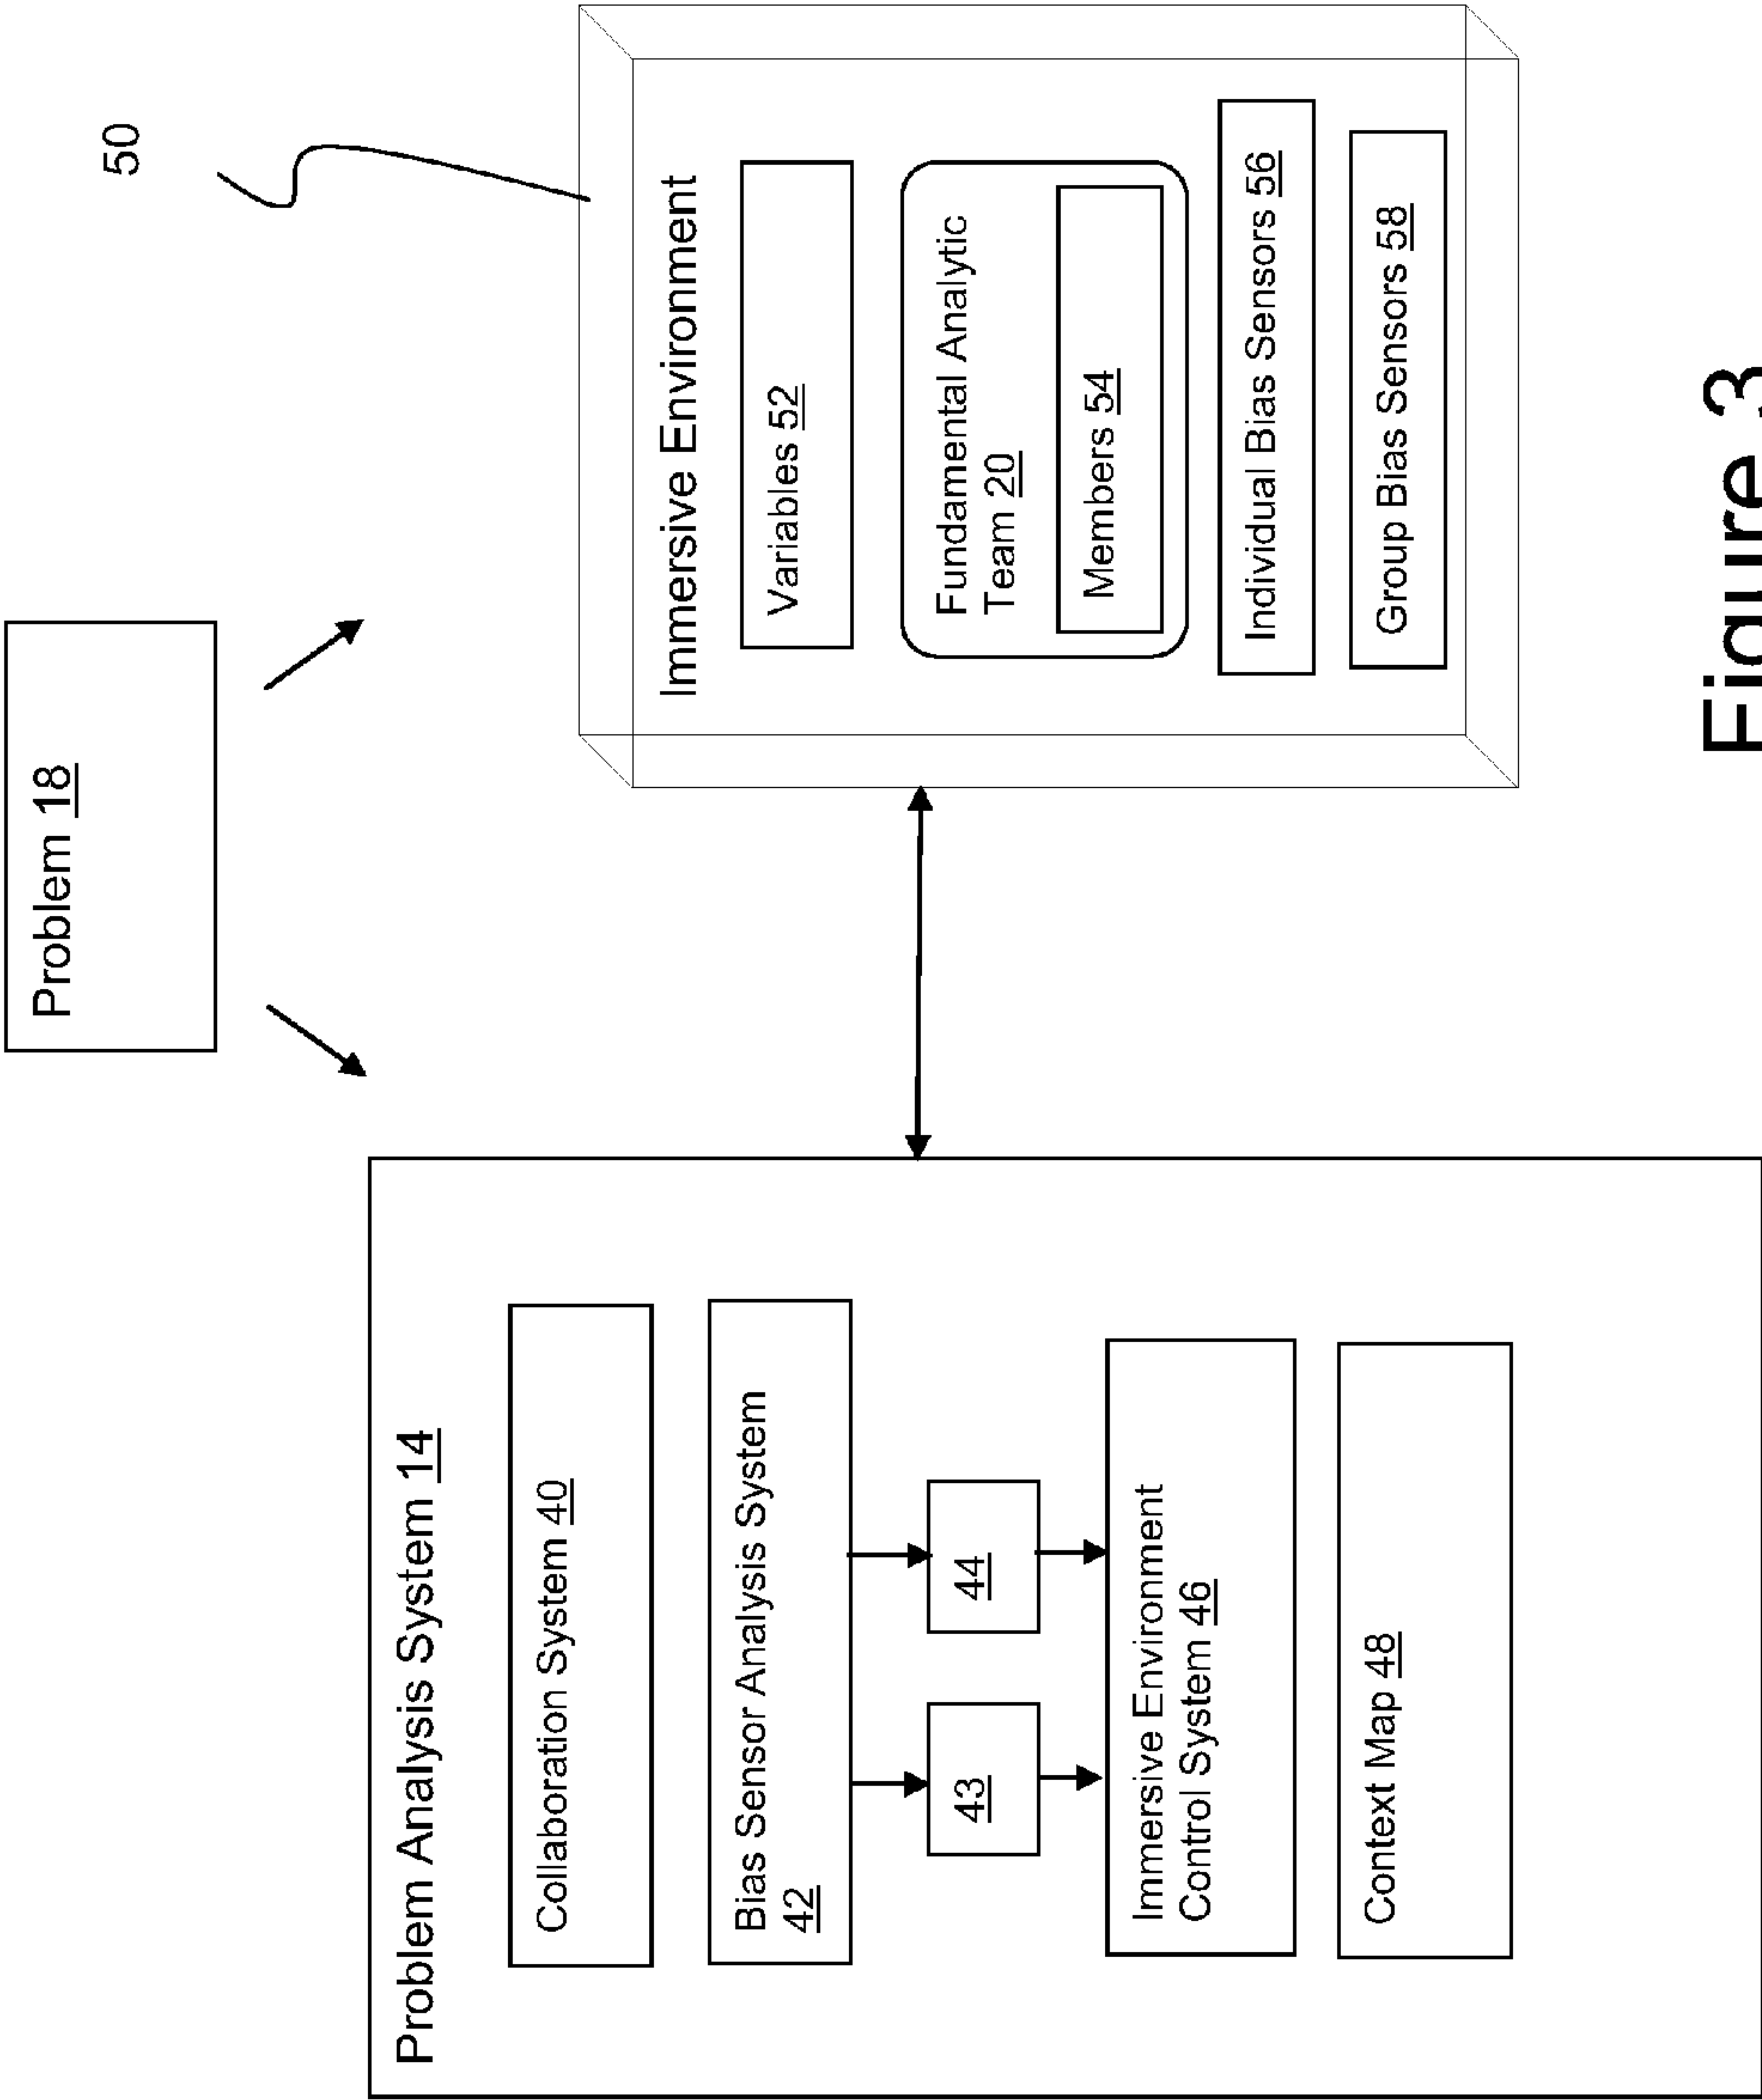 Problem 18
50
Problem Analysis System 14
Collaboration System 40
Bias Sensor Analysis System
42
43
44
Immersive Environment
Control System 46
Context Map 48
Immersive Environment
Variables 52
Fundamental Analytic
Team 20
Members 54
Individual Bias Sensors 56
Group Bias Sensors 58
Figure 3